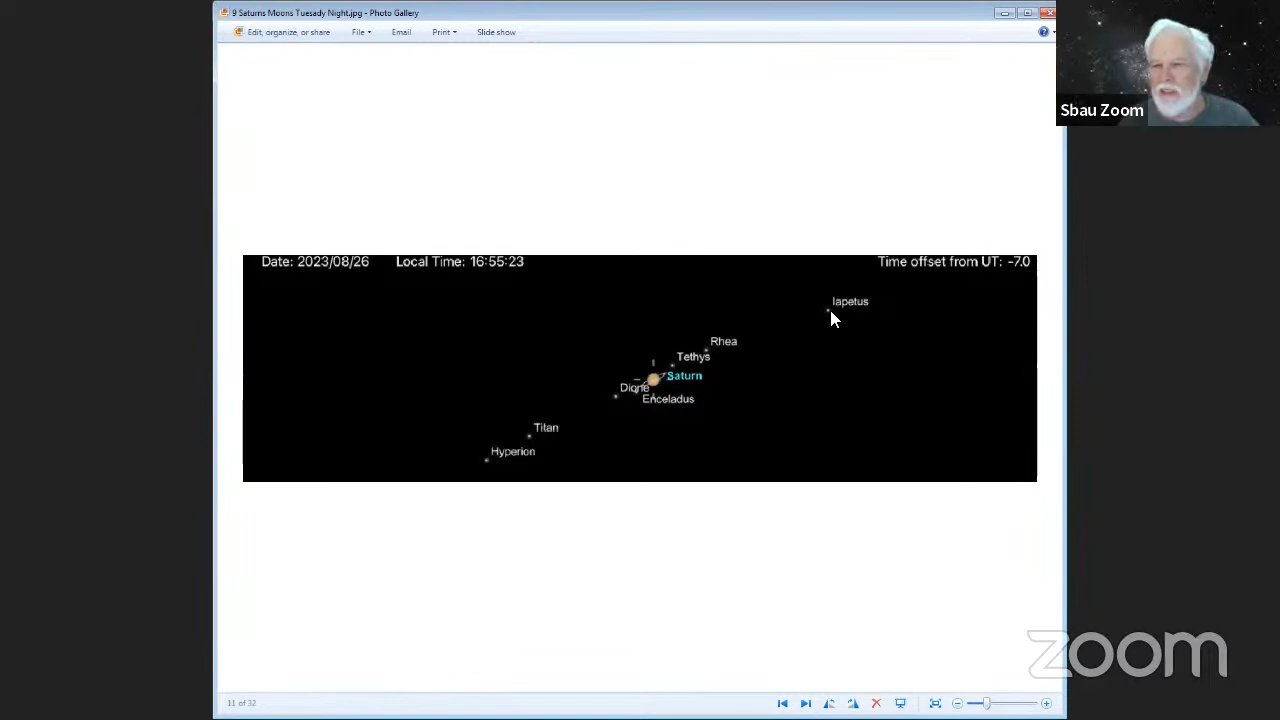 9 Saturns Moons Tuesady Night.jpg - Photo Gallery
Edit, organize, or share File Email Print Slide show
Sbau Zoom
Date: 2023/08/26 Local Time: 16:55:23 Time offset from UT: -7.0
Iapetus
Rhea
Tethys
Saturn
Dione
Enceladus
Titan
Hyperion
zoom
11 of 32